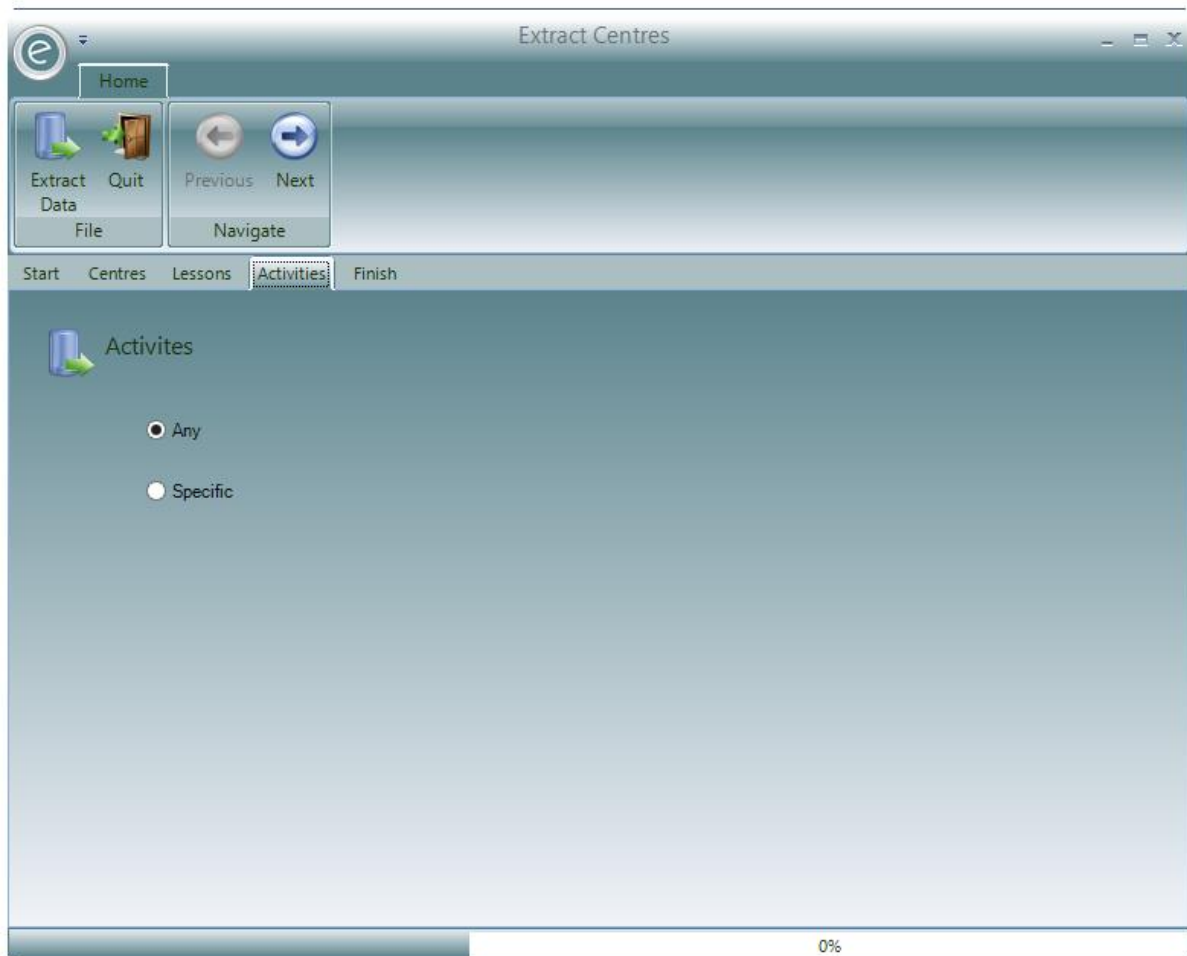 Extract Centres
Home
Extract Data
Quit
Previous
Next
File
Navigate
Start Centres Lessons Activities Finish
Activites
Any
Specific
0%